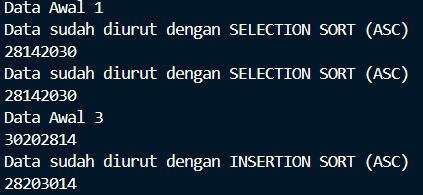 Data Awal 1
Data sudah diurut dengan SELECTION SORT (ASC)
28142030
Data sudah diurut dengan SELECTION SORT (ASC)
28142030
Data Awal 3
30202814
Data sudah diurut dengan INSERTION SORT (ASC)
28203014